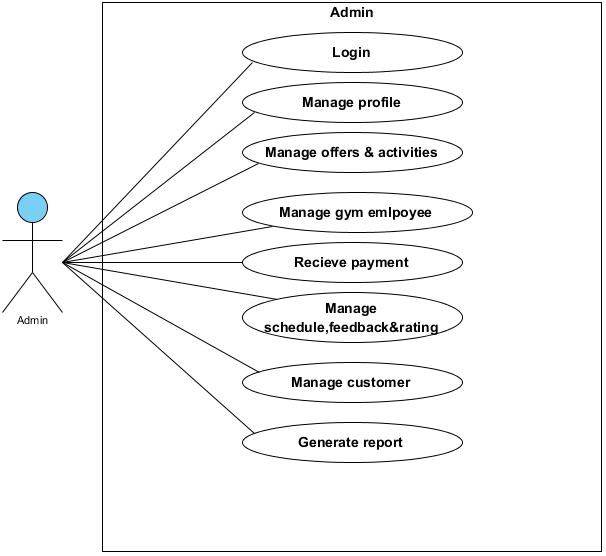 Admin
Login
Manage profile
Manage offers & activities
Manage gym emlpoyee
Recieve payment
Manage
schedule,feedback&rating
Manage customer
Generate report
Admin